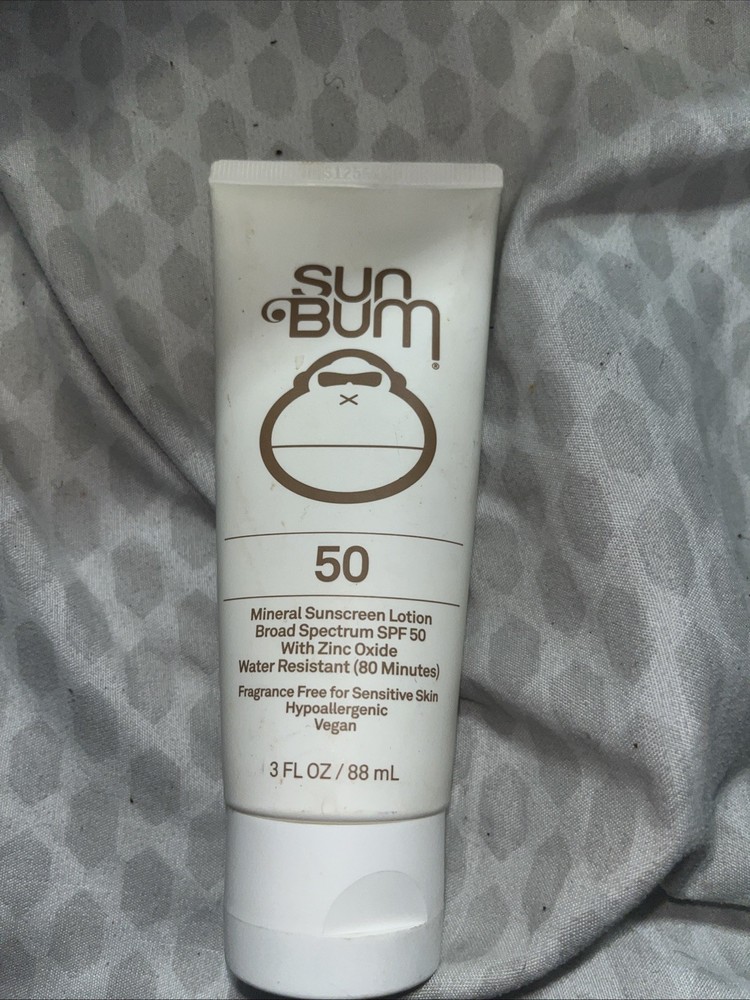 SUN
BUM®
50
Mineral Sunscreen Lotion
Broad Spectrum SPF 50
With Zinc Oxide
Water Resistant (80 Minutes)
Fragrance Free for Sensitive Skin
Hypoallergenic
Vegan
3 FL OZ / 88 mL